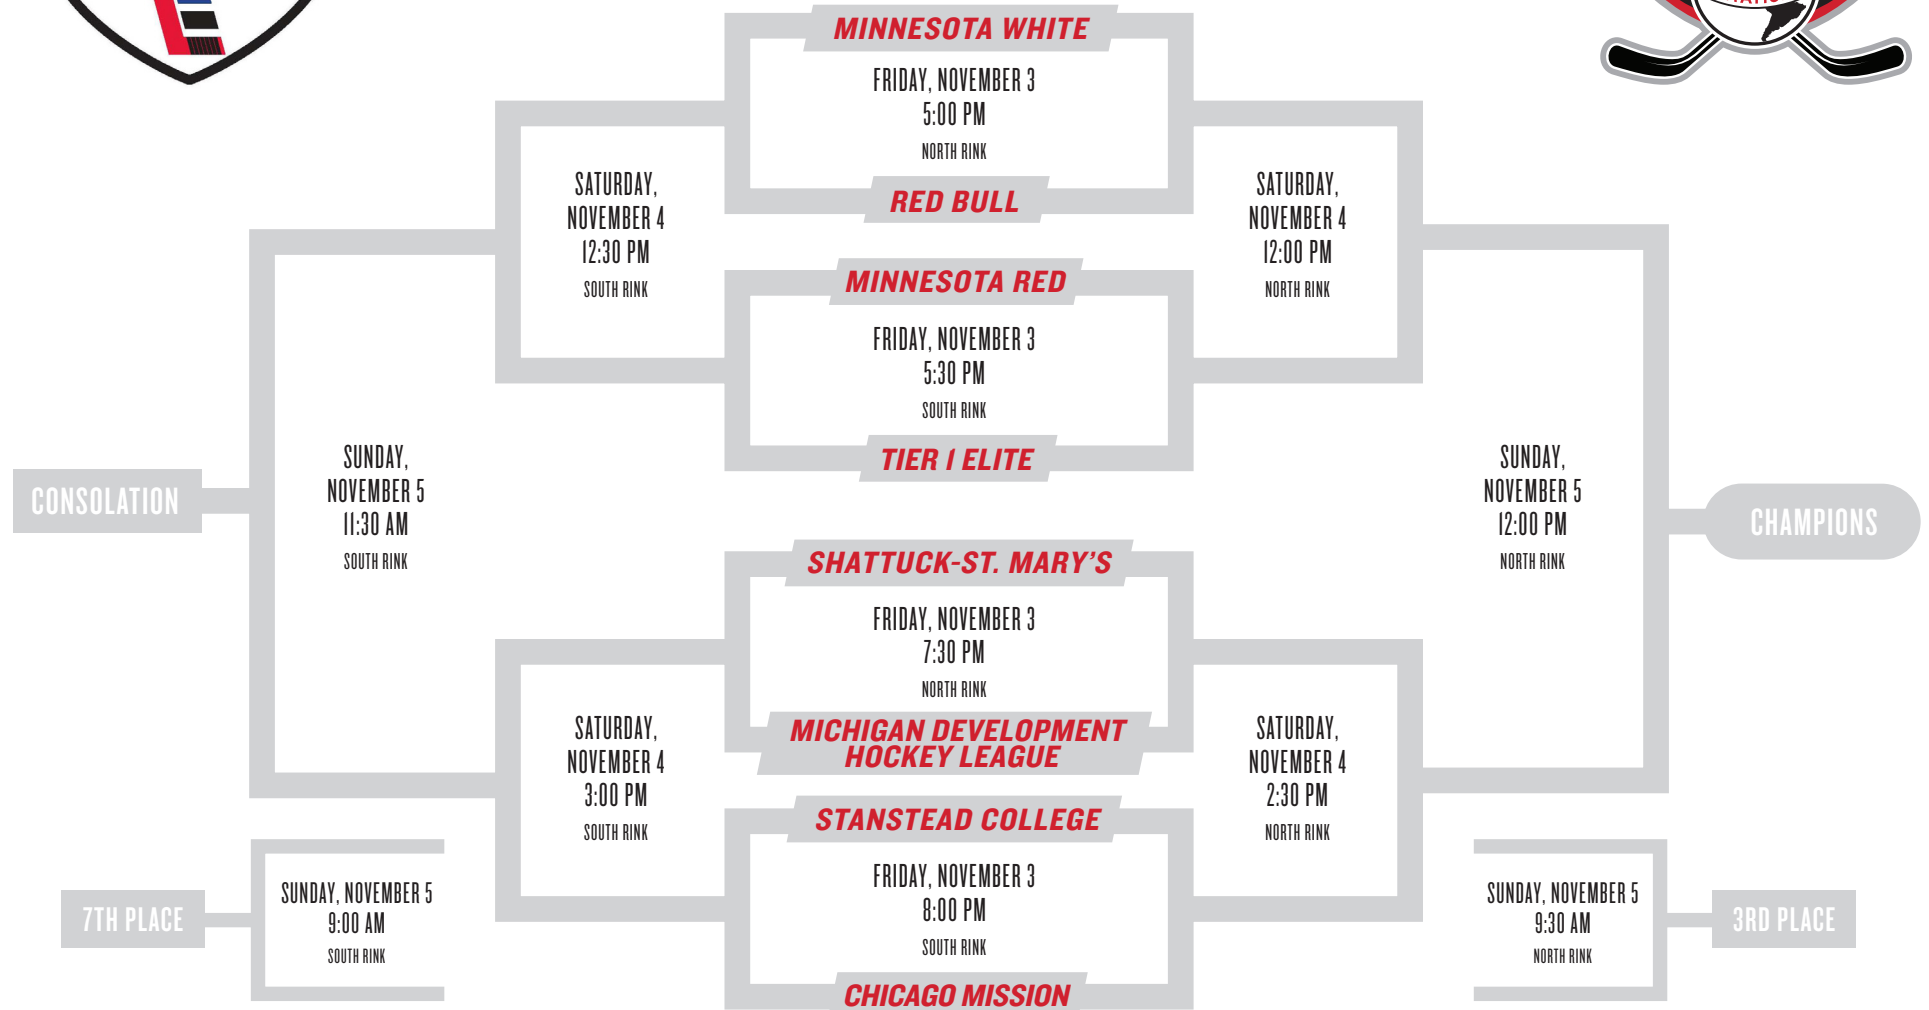 MINNESOTA WHITE
FRIDAY, NOVEMBER 3
5:00 PM
NORTH RINK
RED BULL
SATURDAY,
NOVEMBER 4
12:30 PM
SOUTH RINK
SATURDAY,
NOVEMBER 4
12:00 PM
NORTH RINK
MINNESOTA RED
FRIDAY, NOVEMBER 3
5:30 PM
SOUTH RINK
TIER 1 ELITE
CONSOLATION
SUNDAY,
NOVEMBER 5
11:30 AM
SOUTH RINK
SUNDAY,
NOVEMBER 5
12:00 PM
NORTH RINK
CHAMPIONS
SHATTUCK-ST. MARY'S
FRIDAY, NOVEMBER 3
7:30 PM
NORTH RINK
MICHIGAN DEVELOPMENT
HOCKEY LEAGUE
SATURDAY,
NOVEMBER 4
3:00 PM
SOUTH RINK
SATURDAY,
NOVEMBER 4
2:30 PM
NORTH RINK
STANSTEAD COLLEGE
FRIDAY, NOVEMBER 3
8:00 PM
SOUTH RINK
CHICAGO MISSION
7TH PLACE
SUNDAY, NOVEMBER 5
9:00 AM
SOUTH RINK
SUNDAY, NOVEMBER 5
9:30 AM
NORTH RINK
3RD PLACE